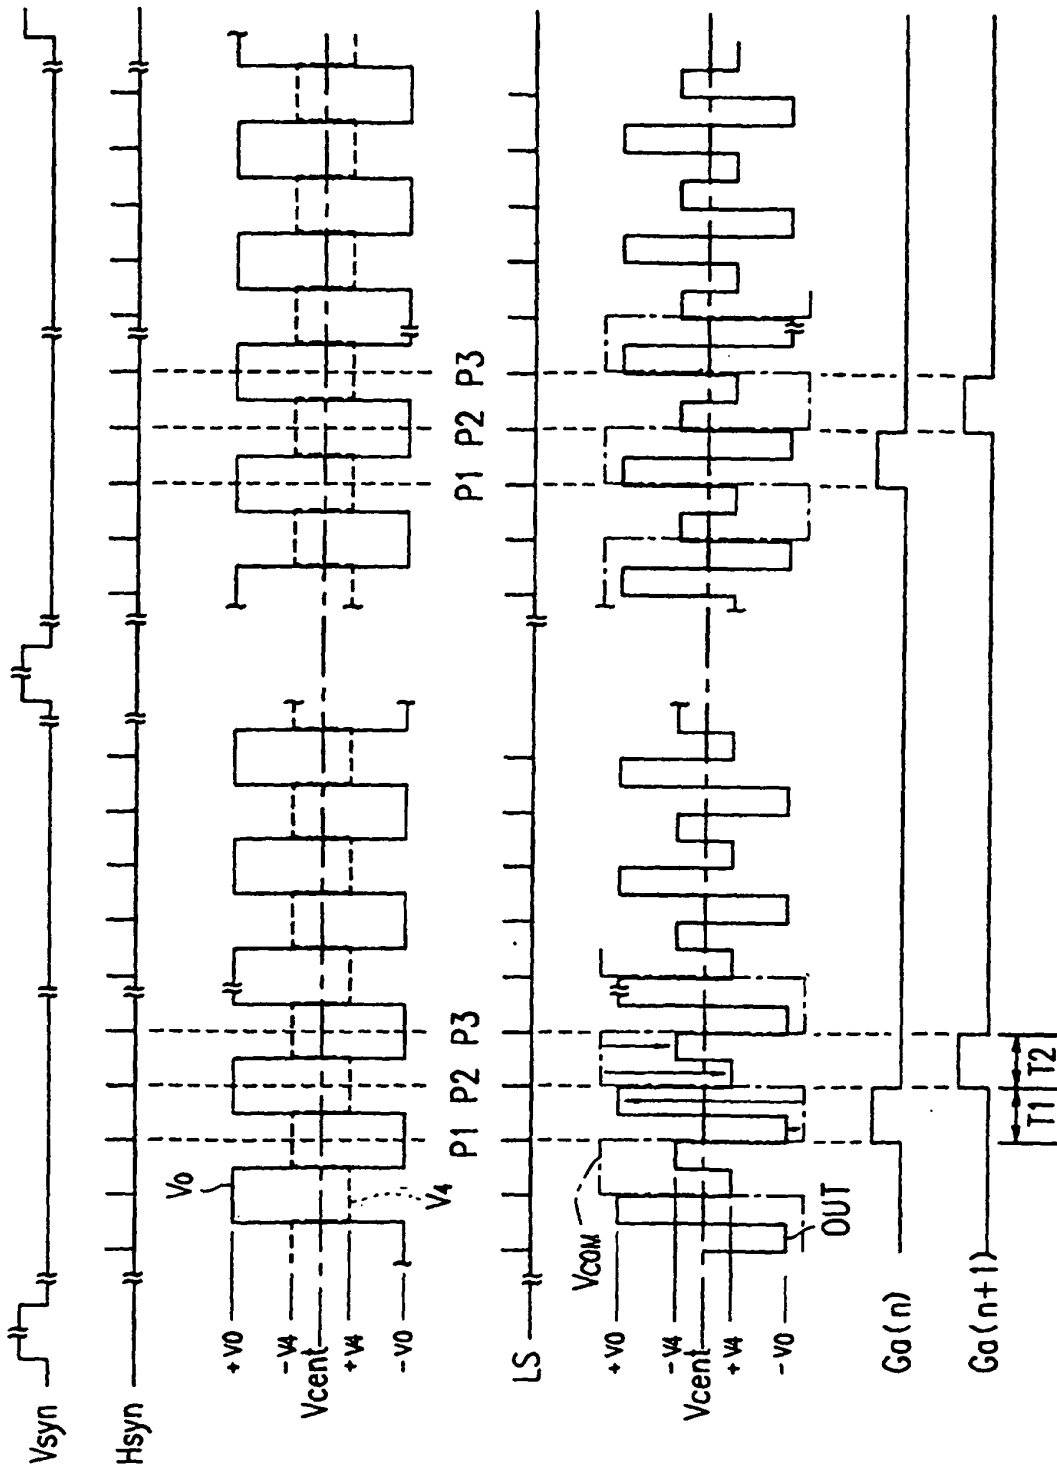 Vsyn
Hsyn
+V0
-V4
Vcent
+V4
-V0
V0
V4
P1 P2 P3
P1 P2 P3
LS
+V0
-V4
Vcent
+V4
-V0
VCOM
OUT
Ga(n)
Ga(n+1)
T1 T2